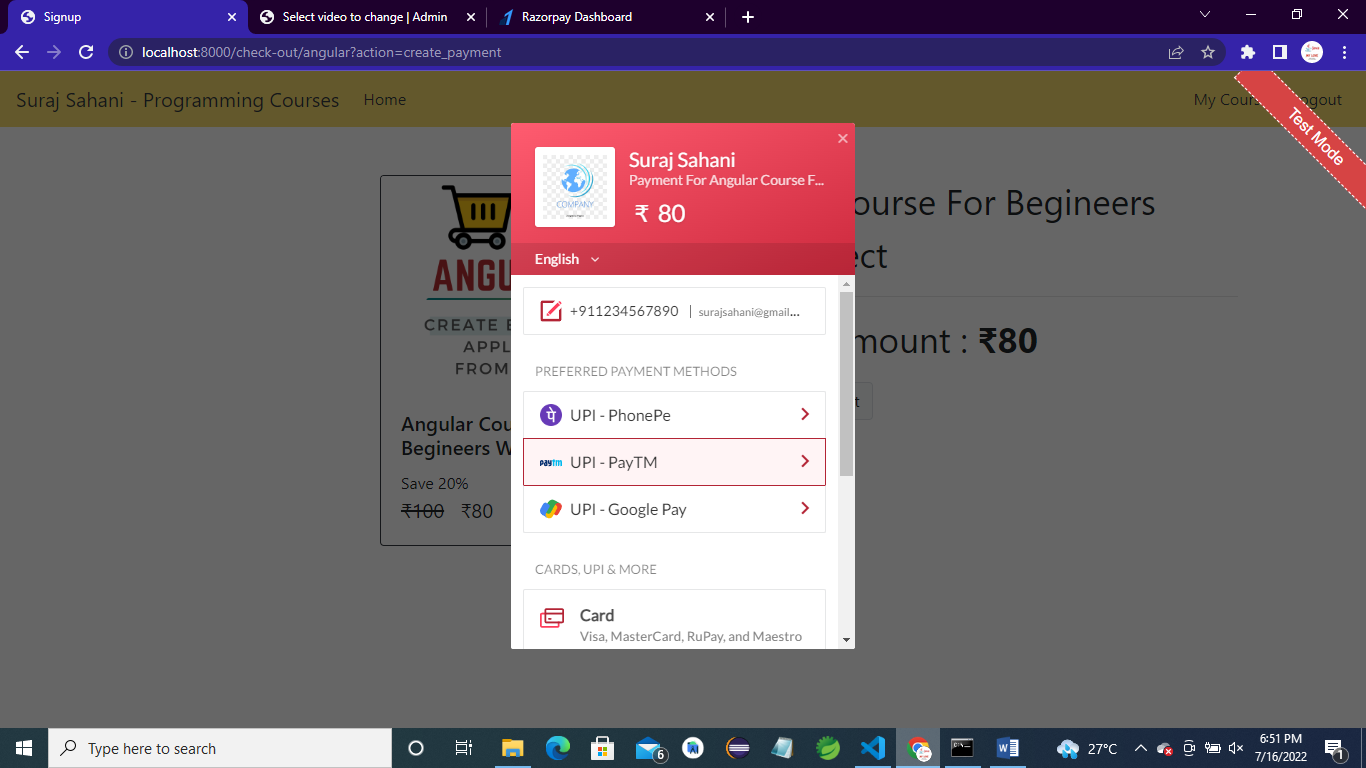 Signup
Select video to change | Admin
Razorpay Dashboard
localhost:8000/check-out/angular?action=create_payment
Suraj Sahani - Programming Courses
Home
My Cour
ogout
Test Mode
Suraj Sahani
Payment For Angular Course F...
₹ 80
COMPANY
English
+911234567890 | surajsahani@gmail...
PREFERRED PAYMENT METHODS
UPI - PhonePe
paytm UPI - PayTM
UPI - Google Pay
CARDS, UPI & MORE
Card
Visa, MasterCard, RuPay, and Maestro
ANGU
CREATE E
APPL
FROM
Angular Cou
Begineers W
Save 20%
₹100 ₹80
ourse For Begineers
ect
mount : ₹80
t
Type here to search
6
27°C
6:51 PM
7/16/2022
1